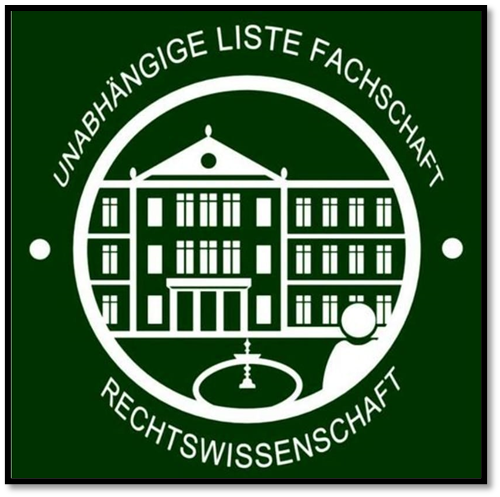 UNABHÄNGIGE LISTE FACHSCHAFT
RECHTSWISSENSCHAFT